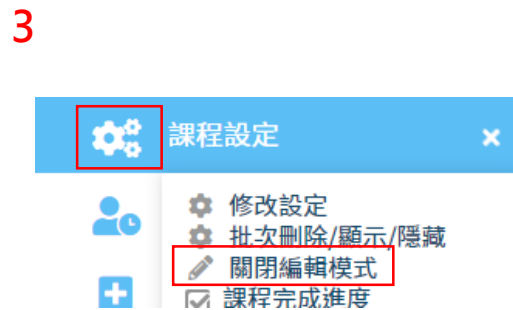 3
課程設定
修改設定
批次刪除/顯示/隱藏
關閉編輯模式
課程完成進度